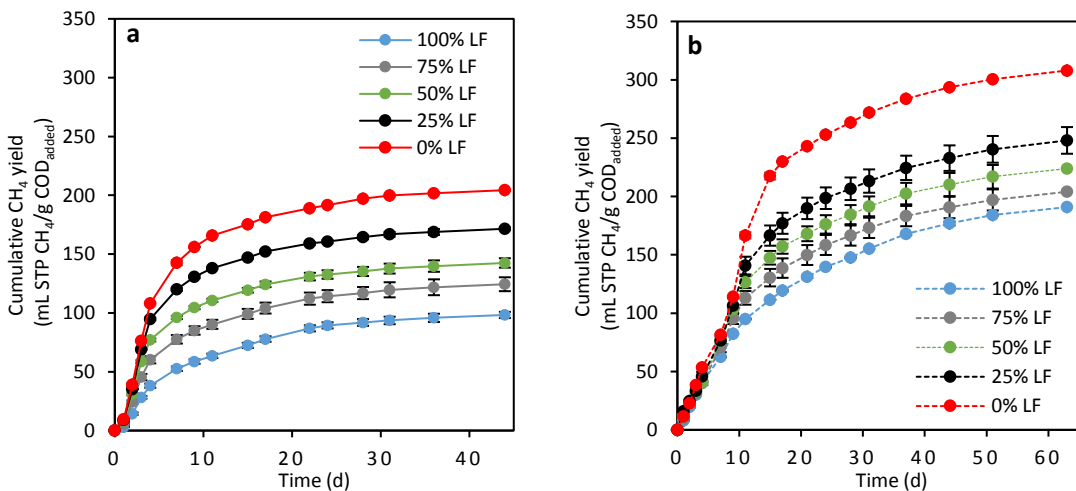 a
350
300
250
200
150
100
50
0
0 10 20 30 40
Time (d)
Cumulative CH₄ yield
(mL STP CH₄/g COD_added)
100% LF
75% LF
50% LF
25% LF
0% LF
b
350
300
250
200
150
100
50
0
0 10 20 30 40 50 60
Time (d)
Cumulative CH₄ yield
(mL STP CH₄/g COD_added)
100% LF
75% LF
50% LF
25% LF
0% LF